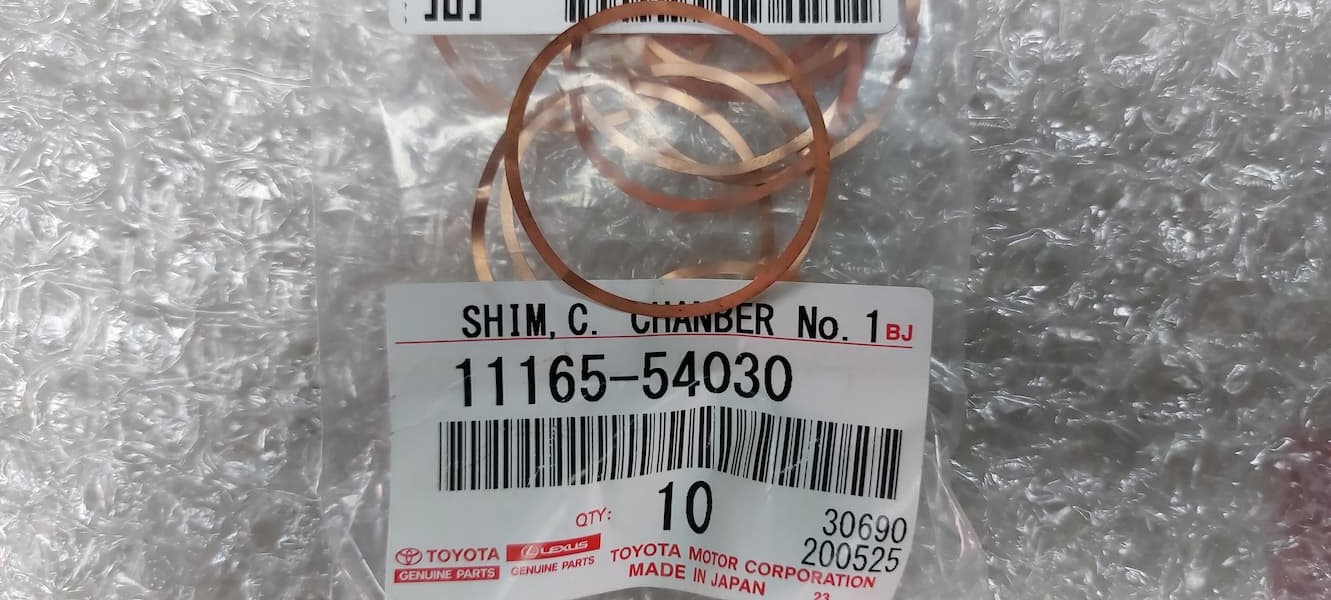 SHIM, C. CHANBER No. 1 BJ
11165-54030
QTY: 10
30690
200525
TOYOTA
GENUINE PARTS
LEXUS
GENUINE PARTS
TOYOTA MOTOR CORPORATION
MADE IN JAPAN
23